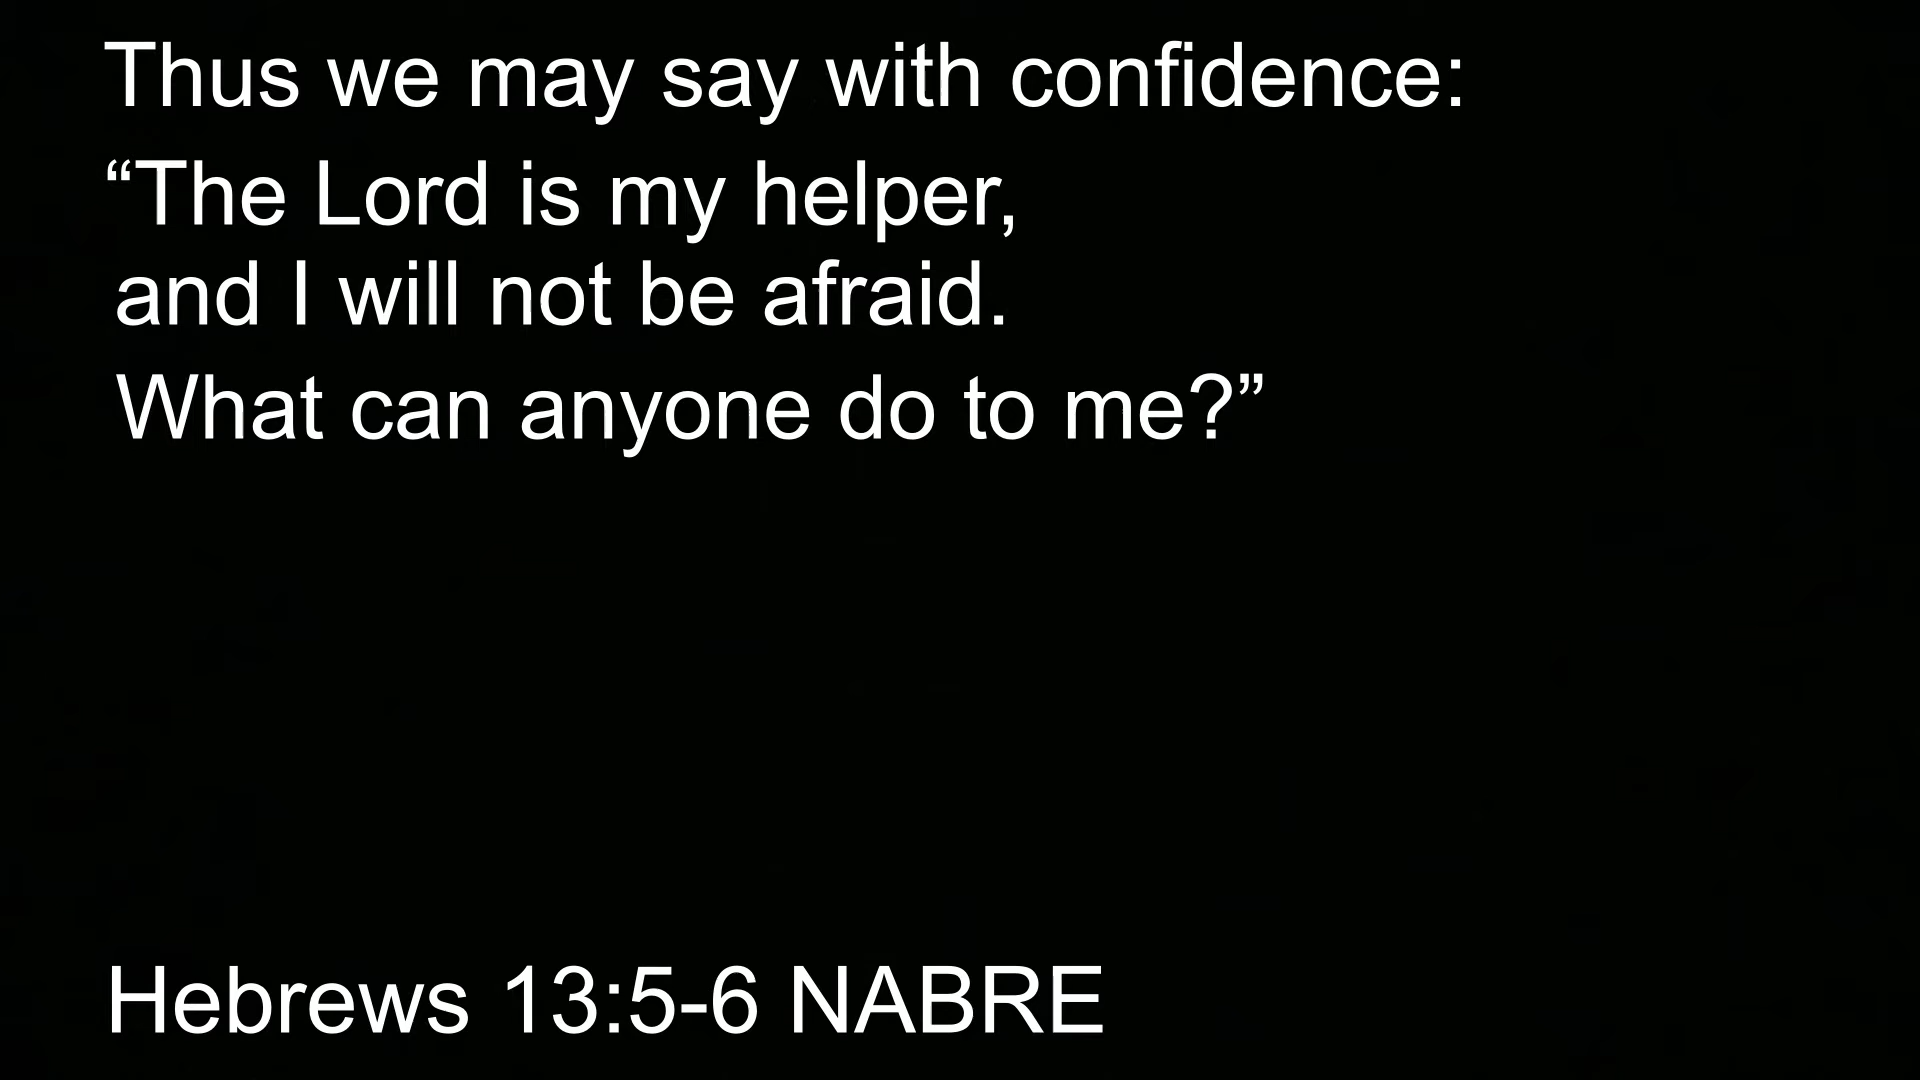 Thus we may say with confidence:
“The Lord is my helper,
and I will not be afraid.
What can anyone do to me?”
Hebrews 13:5-6 NABRE